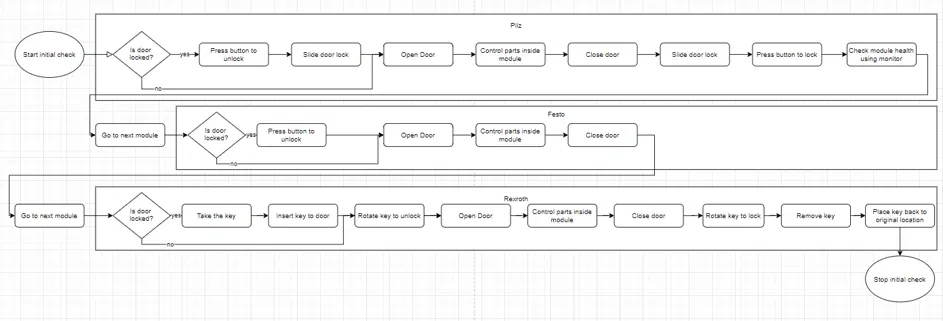 Pilz
Start initial check
Is door
locked?
yes
no
Press button to
unlock
Slide door lock
Open Door
Control parts inside
module
Close door
Slide door lock
Press button to lock
Check module health
using monitor
Festo
Go to next module
Is door
locked?
yes
no
Press button to
unlock
Open Door
Control parts inside
module
Close door
Rexroth
Go to next module
Is door
locked?
yes
no
Take the key
Insert key to door
Rotate key to unlock
Open Door
Control parts inside
module
Close door
Rotate key to lock
Remove key
Place key back to
original location
Stop initial check